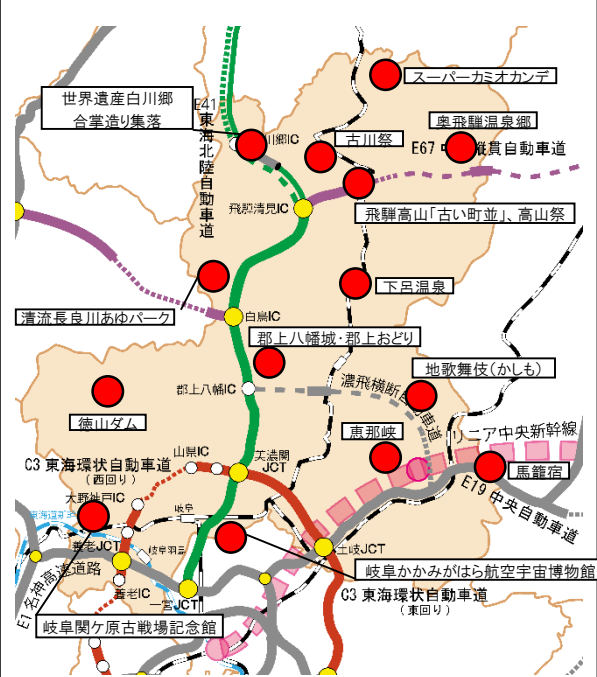 スーパーカミオカンデ
世界遺産白川郷
合掌造り集落
E41
東海北陸自動車道
川郷IC
古川祭
奥飛騨温泉郷
E67 中
縦貫自動車道
飛騨清見IC
飛騨高山「古い町並」、高山祭
下呂温泉
清流長良川あゆパーク
白鳥IC
郡上八幡城・郡上おどり
地歌舞伎(かしも)
郡上八幡IC
濃飛横断自動車道
徳山ダム
恵那峡
リニア中央新幹線
山県IC
美濃関
JCT
C3 東海環状自動車道
(西回り)
馬籠宿
E19 中央自動車道
大野神戸IC
岐阜
養老JCT
岐阜羽島
土岐JCT
岐阜かかみがはら航空宇宙博物館
養老IC
一宮JCT
C3 東海環状自動車道
(東回り)
E1 名神高速道路
岐阜関ケ原古戦場記念館